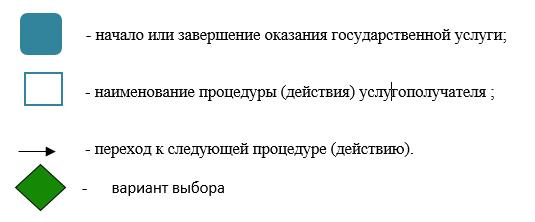 - начало или завершение оказания государственной услуги;
- наименование процедуры (действия) услугополучателя ;
- переход к следующей процедуре (действию).
- вариант выбора